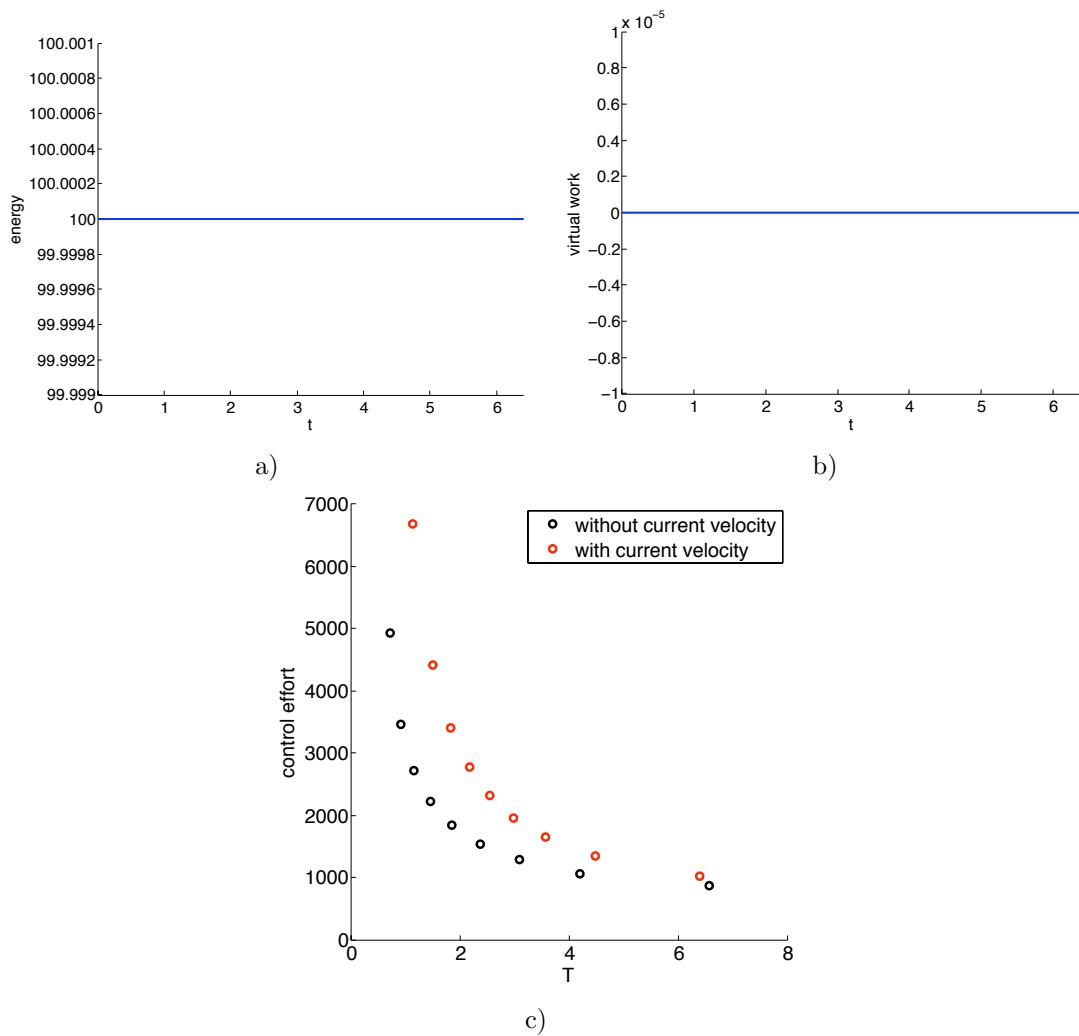 100.001
100.0008
100.0006
100.0004
100.0002
100
99.9998
99.9996
99.9994
99.9992
99.999
energy
0 1 2 3 4 5 6
t
a)
x 10⁻⁵
1
0.8
0.6
0.4
0.2
0
−0.2
−0.4
−0.6
−0.8
−1
virtual work
0 1 2 3 4 5 6
t
b)
7000
6000
5000
4000
3000
2000
1000
0
control effort
without current velocity
with current velocity
0 2 4 6 8
T
c)